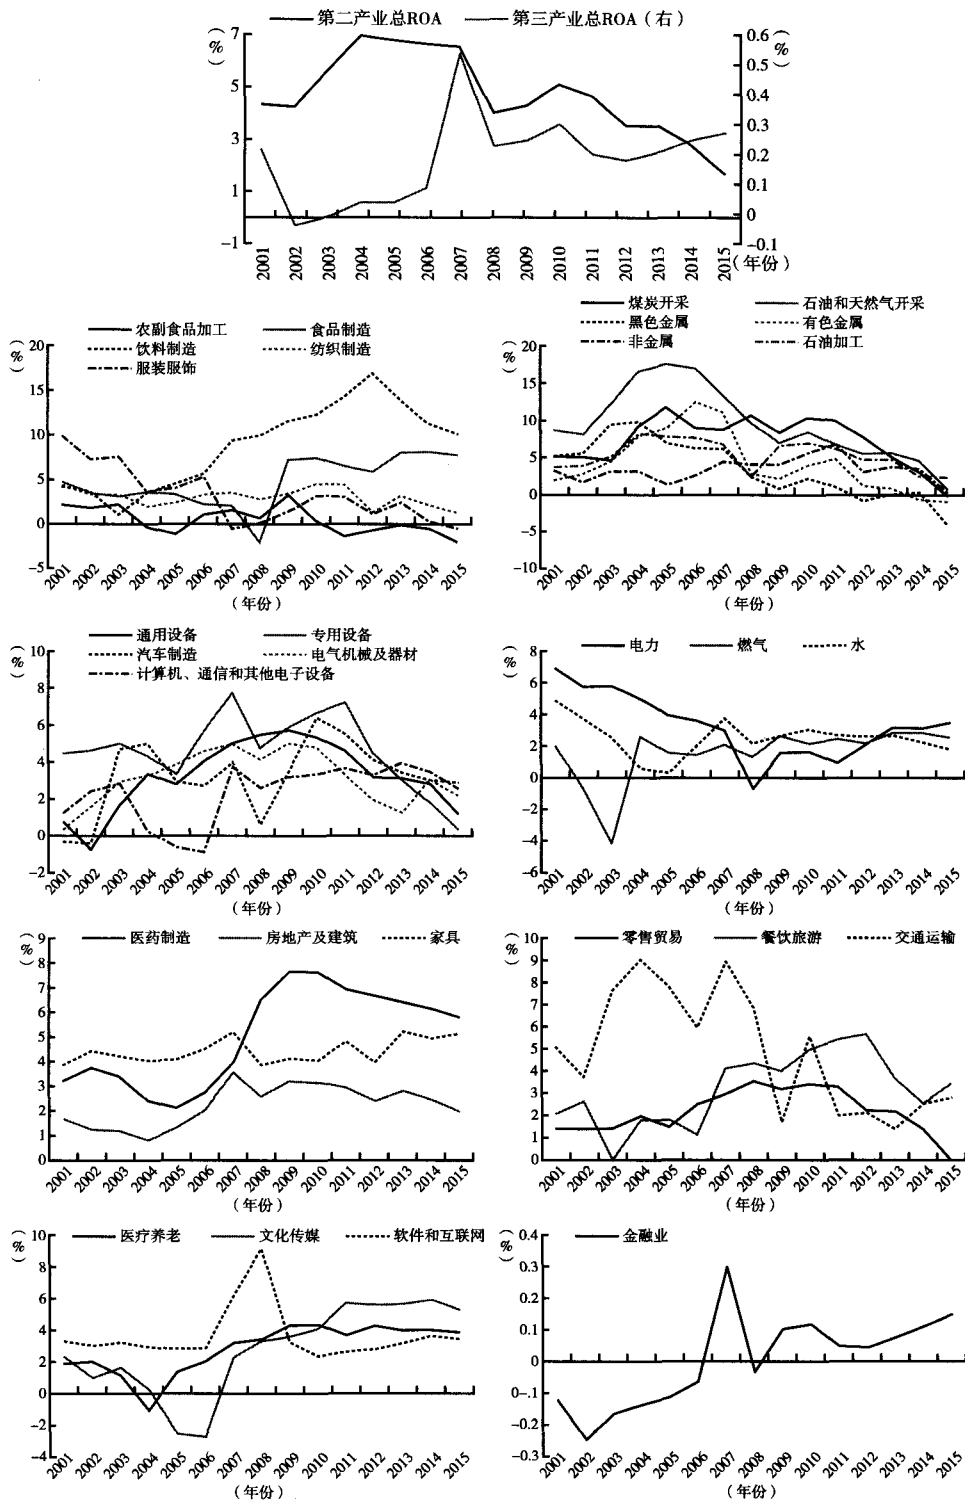 第二产业总ROA 第三产业总ROA（右）
（%） （%）
7 0.6
0.5
5 0.4
0.3
3
0.2
1 0.1
0
-1 -0.1
2001 2002 2003 2004 2005 2006 2007 2008 2009 2010 2011 2012 2013 2014 2015（年份）
农副食品加工 食品制造
饮料制造 纺织制造
服装服饰
（%）
20
15
10
5
0
-5
2001 2002 2003 2004 2005 2006 2007 2008 2009 2010 2011 2012 2013 2014 2015
（年份）
煤炭开采 石油和天然气开采
黑色金属 有色金属
非金属 石油加工
（%）
20
15
10
5
0
-5
-10
2001 2002 2003 2004 2005 2006 2007 2008 2009 2010 2011 2012 2013 2014 2015
（年份）
通用设备 专用设备
汽车制造 电气机械及器材
计算机、通信和其他电子设备
（%）
10
8
6
4
2
0
-2
2001 2002 2003 2004 2005 2006 2007 2008 2009 2010 2011 2012 2013 2014 2015
（年份）
电力 燃气 水
（%）
8
6
4
2
0
-2
-4
-6
2001 2002 2003 2004 2005 2006 2007 2008 2009 2010 2011 2012 2013 2014 2015
（年份）
医药制造 房地产及建筑 家具
（%）
9
8
7
6
5
4
3
2
1
0
2001 2002 2003 2004 2005 2006 2007 2008 2009 2010 2011 2012 2013 2014 2015
（年份）
零售贸易 餐饮旅游 交通运输
（%）
10
9
8
7
6
5
4
3
2
1
0
2001 2002 2003 2004 2005 2006 2007 2008 2009 2010 2011 2012 2013 2014 2015
（年份）
医疗养老 文化传媒 软件和互联网
（%）
10
8
6
4
2
0
-2
-4
2001 2002 2003 2004 2005 2006 2007 2008 2009 2010 2011 2012 2013 2014 2015
（年份）
金融业
（%）
0.4
0.3
0.2
0.1
0
0-.1
-0.2
-0.3
2001 2002 2003 2004 2005 2006 2007 2008 2009 2010 2011 2012 2013 2014 2015
（年份）